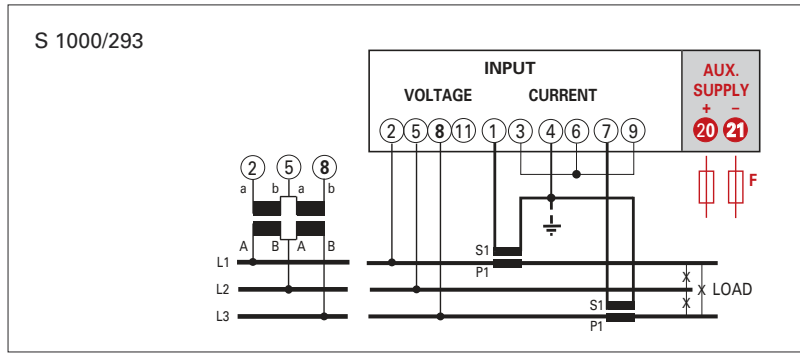 S 1000/293
INPUT
AUX.
SUPPLY
VOLTAGE CURRENT
+ –
2 5 8 11 1 3 4 6 7 9 20 21
2 5 8
a b a b
F
A B A B
S1
P1
L1
L2
X
X X LOAD
S1
P1
L3